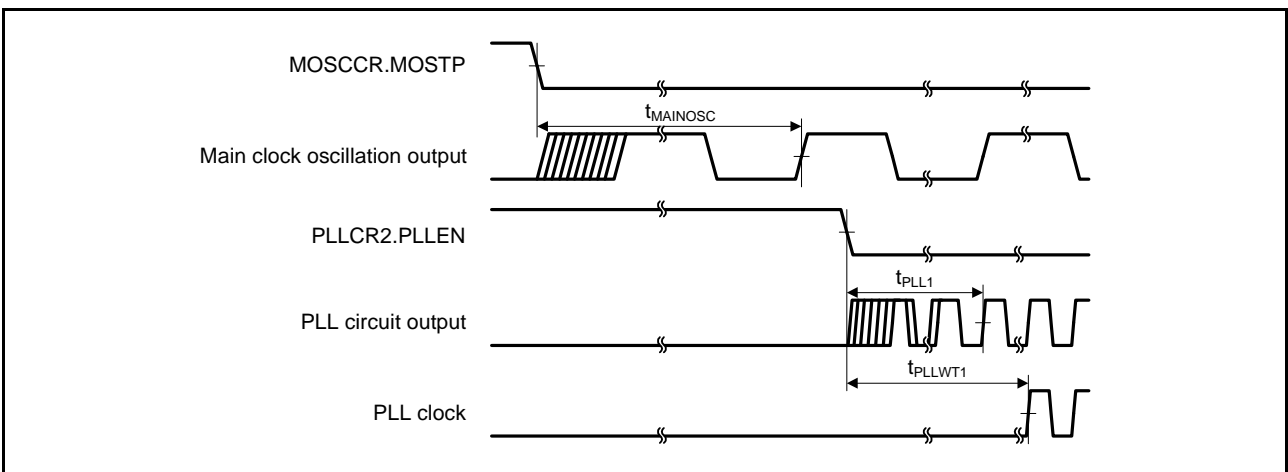 MOSCCR.MOSTP
tMAINOSC
Main clock oscillation output
PLLCR2.PLLEN
tPLL1
PLL circuit output
tPLLWT1
PLL clock